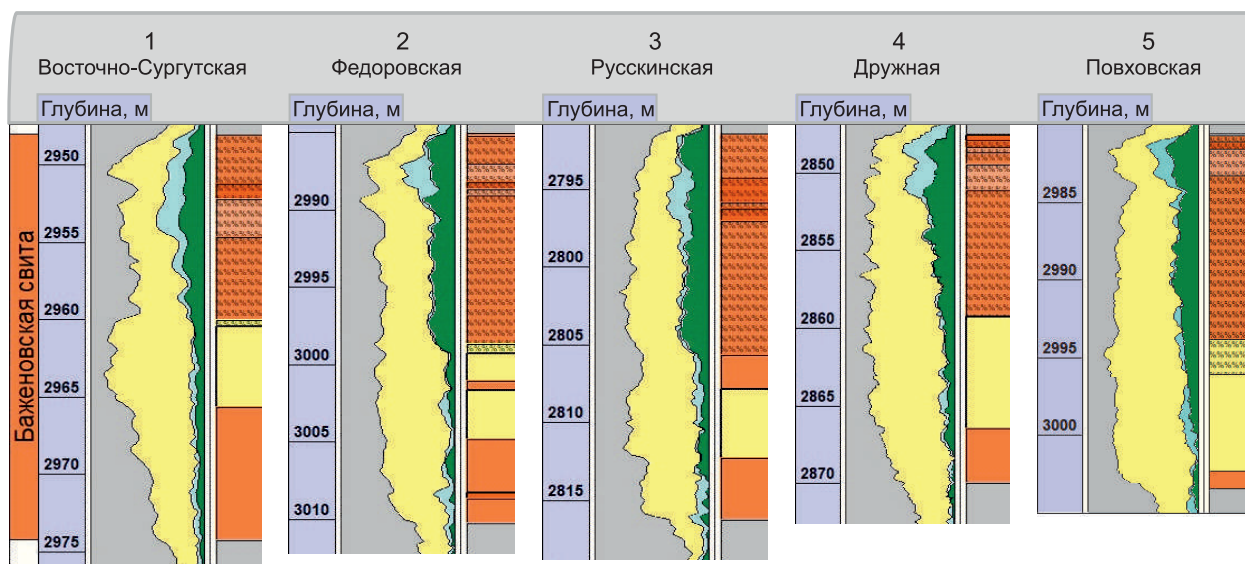 1
Восточно-Сургутская
2
Федоровская
3
Русскинская
4
Дружная
5
Повховская
Глубина, м
Глубина, м
Глубина, м
Глубина, м
Глубина, м
Баженовская свита
2950
2955
2960
2965
2970
2975
2990
2995
3000
3005
3010
2795
2800
2805
2810
2815
2850
2855
2860
2865
2870
2985
2990
2995
3000